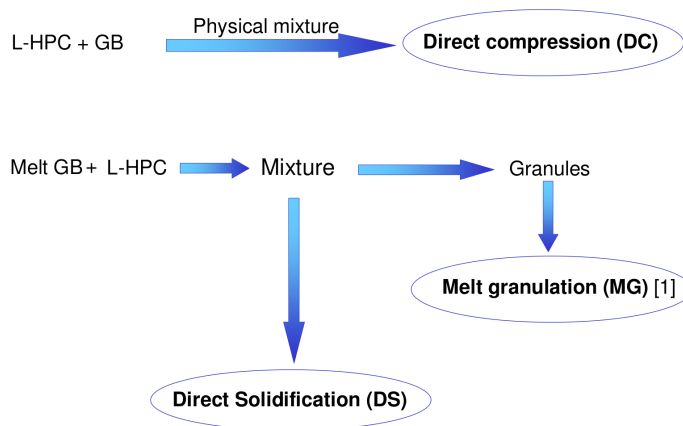 Physical mixture
L-HPC + GB
Direct compression (DC)
Melt GB + L-HPC
Mixture
Granules
Melt granulation (MG) [1]
Direct Solidification (DS)